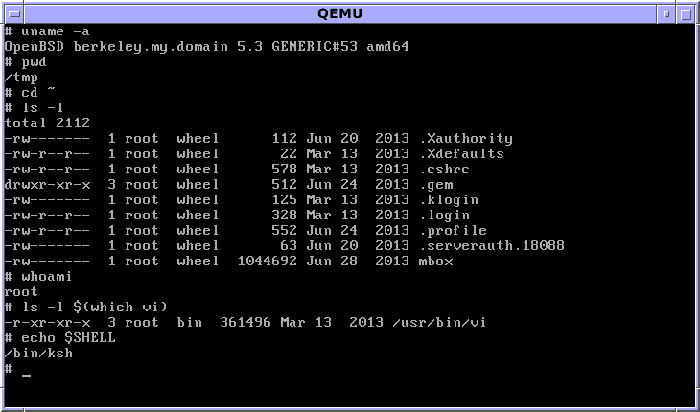 QEMU
# uname -a
OpenBSD berkeley.my.domain 5.3 GENERIC#53 amd64
# pwd
/tmp
# cd ~
# ls -l
total 2112
-rw-------  1 root  wheel      112 Jun 20  2013 .Xauthority
-rw-r--r--  1 root  wheel       22 Mar 13  2013 .Xdefaults
-rw-r--r--  1 root  wheel      578 Mar 13  2013 .cshrc
drwxr-xr-x  3 root  wheel      512 Jun 24  2013 .gem
-rw-------  1 root  wheel      125 Mar 13  2013 .klogin
-rw-r--r--  1 root  wheel      328 Mar 13  2013 .login
-rw-r--r--  1 root  wheel      552 Jun 24  2013 .profile
-rw-------  1 root  wheel       63 Jun 20  2013 .serverauth.18088
-rw-------  1 root  wheel  1044692 Jun 28  2013 mbox
# whoami
root
# ls -l $(which vi)
-r-xr-xr-x  3 root  bin  361496 Mar 13  2013 /usr/bin/vi
# echo $SHELL
/bin/ksh
# _